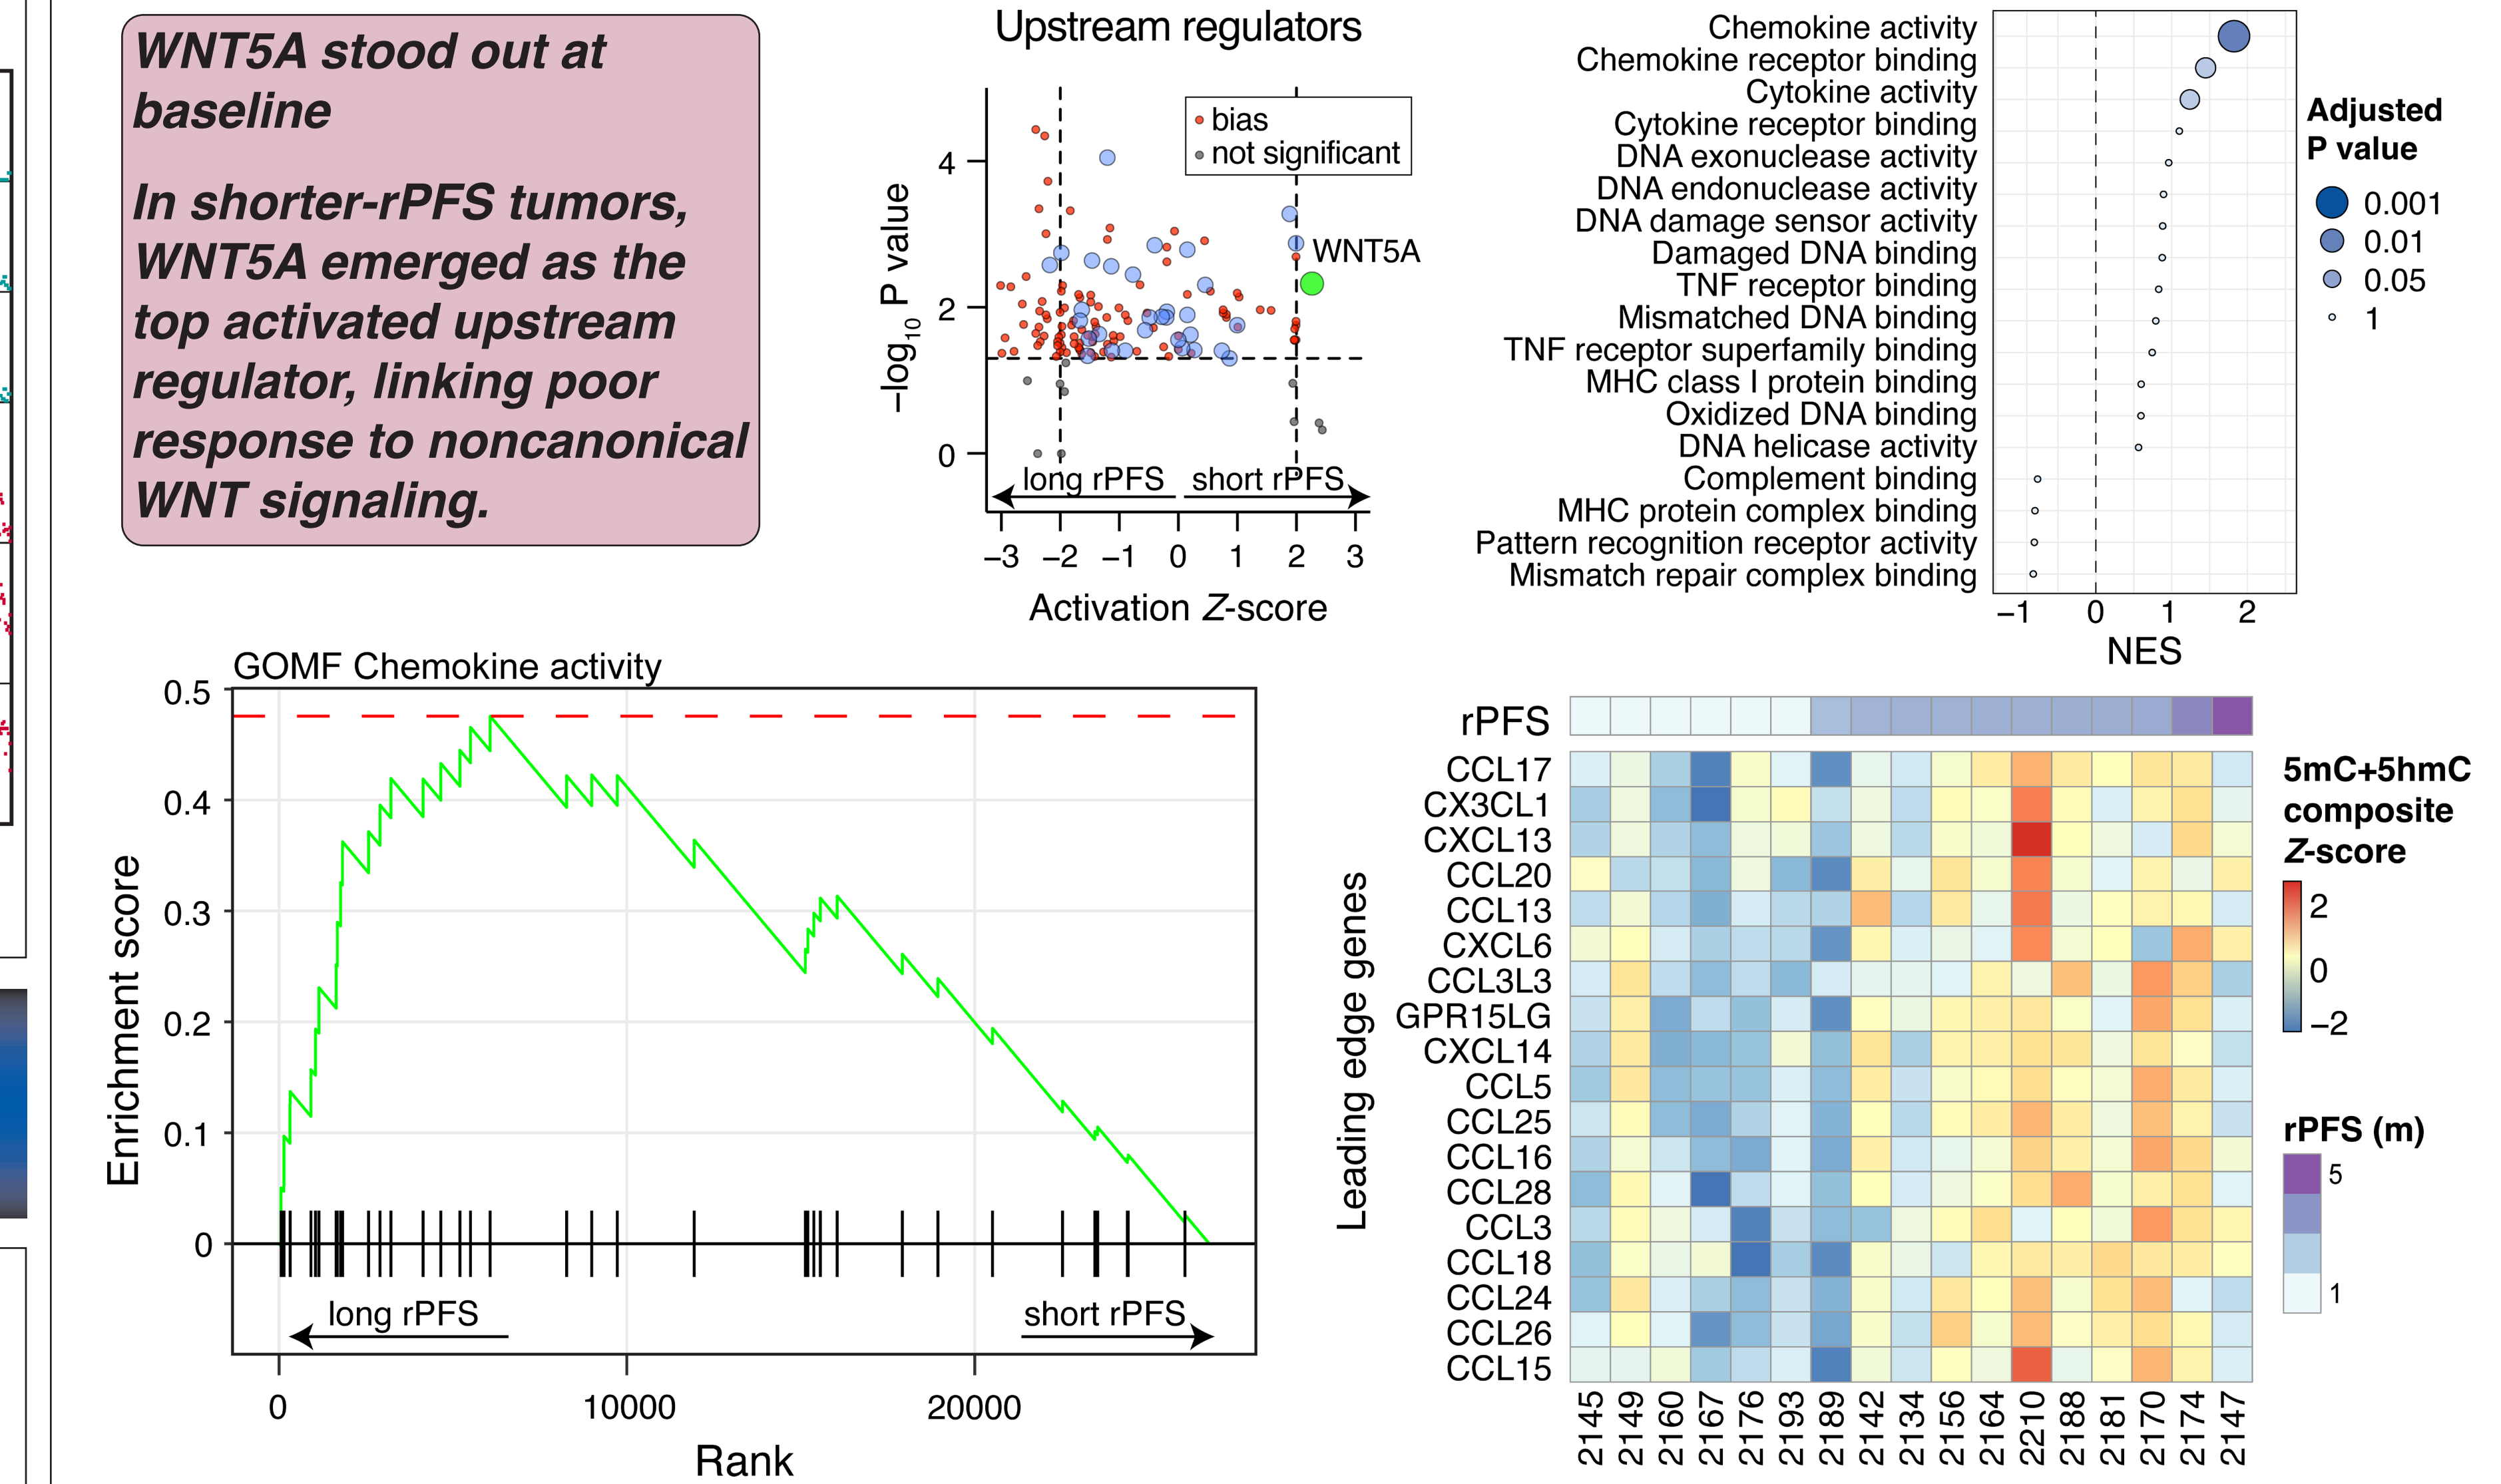 WNT5A stood out at
baseline
In shorter-rPFS tumors,
WNT5A emerged as the
top activated upstream
regulator, linking poor
response to noncanonical
WNT signaling.
Upstream regulators
bias
not significant
WNT5A
−log10 P value
4
2
0
long rPFS
short rPFS
−3 −2 −1 0 1 2 3
Activation Z-score
Chemokine activity
Chemokine receptor binding
Cytokine activity
Cytokine receptor binding
DNA exonuclease activity
DNA endonuclease activity
DNA damage sensor activity
Damaged DNA binding
TNF receptor binding
Mismatched DNA binding
TNF receptor superfamily binding
MHC class I protein binding
Oxidized DNA binding
DNA helicase activity
Complement binding
MHC protein complex binding
Pattern recognition receptor activity
Mismatch repair complex binding
−1 0 1 2
NES
Adjusted
P value
0.001
0.01
0.05
1
GOMF Chemokine activity
Enrichment score
0.5
0.4
0.3
0.2
0.1
0
long rPFS
short rPFS
0 10000 20000
Rank
rPFS
Leading edge genes
CCL17
CX3CL1
CXCL13
CCL20
CCL13
CXCL6
CCL3L3
GPR15LG
CXCL14
CCL5
CCL25
CCL16
CCL28
CCL3
CCL18
CCL24
CCL26
CCL15
2145 2149 2160 2167 2176 2193 2189 2142 2134 2156 2164 2210 2188 2181 2170 2174 2147
5mC+5hmC
composite
Z-score
2
0
−2
rPFS (m)
5
1